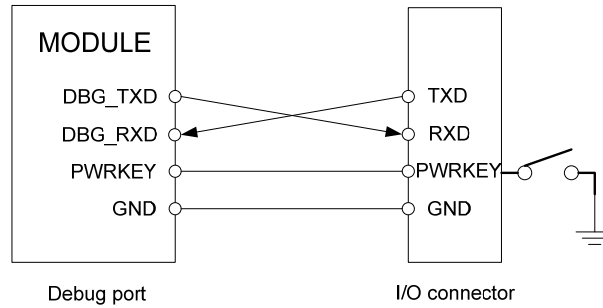 MODULE
DBG_TXD
DBG_RXD
PWRKEY
GND
TXD
RXD
PWRKEY
GND
Debug port
I/O connector